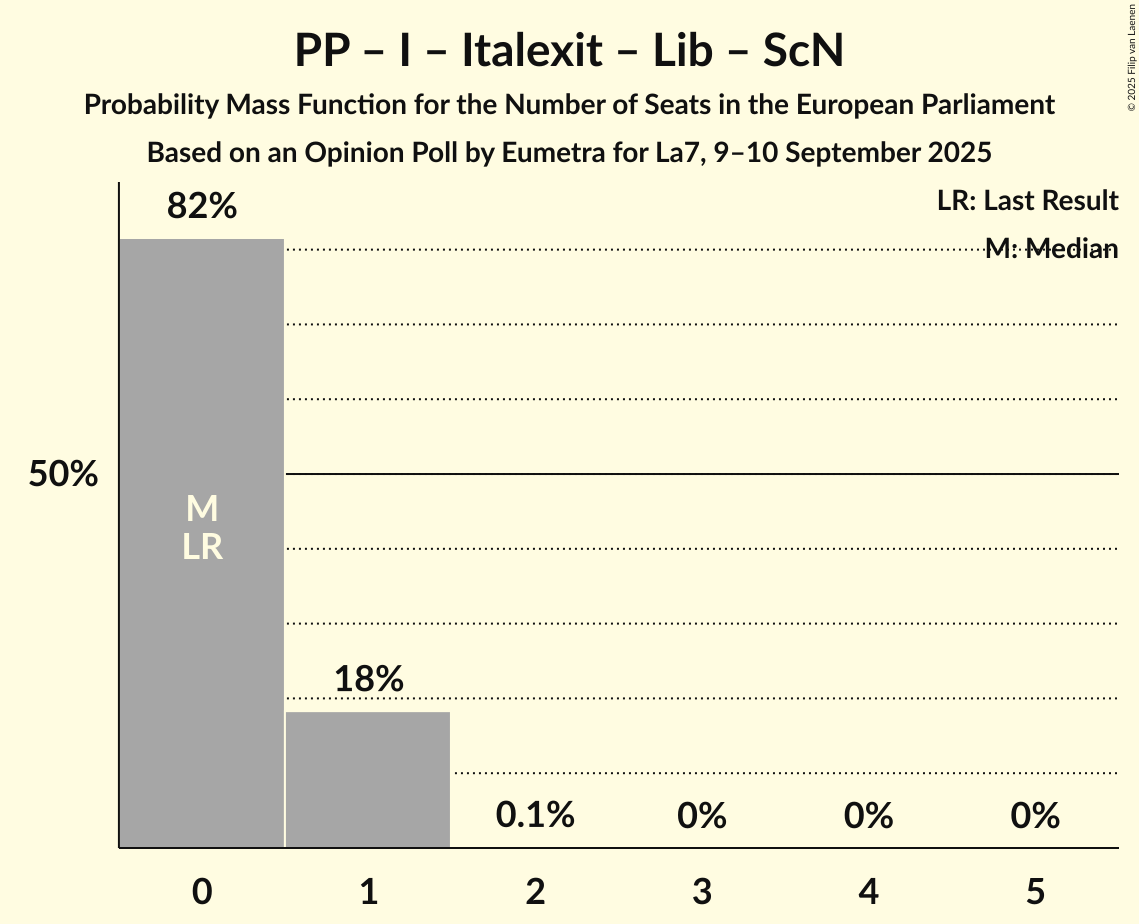 PP – I – Italexit – Lib – ScN
Probability Mass Function for the Number of Seats in the European Parliament
Based on an Opinion Poll by Eumetra for La7, 9–10 September 2025
© 2025 Filip van Laenen
LR: Last Result
M: Median
82%
50%
M
LR
18%
0.1%
0%
0%
0%
0
1
2
3
4
5